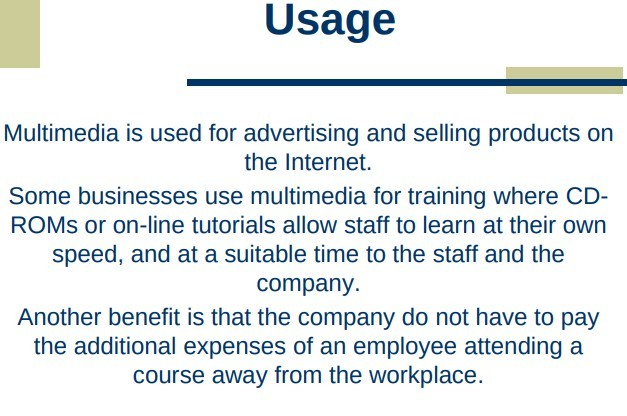 Usage
Multimedia is used for advertising and selling products on
the Internet.
Some businesses use multimedia for training where CD-
ROMs or on-line tutorials allow staff to learn at their own
speed, and at a suitable time to the staff and the
company.
Another benefit is that the company do not have to pay
the additional expenses of an employee attending a
course away from the workplace.